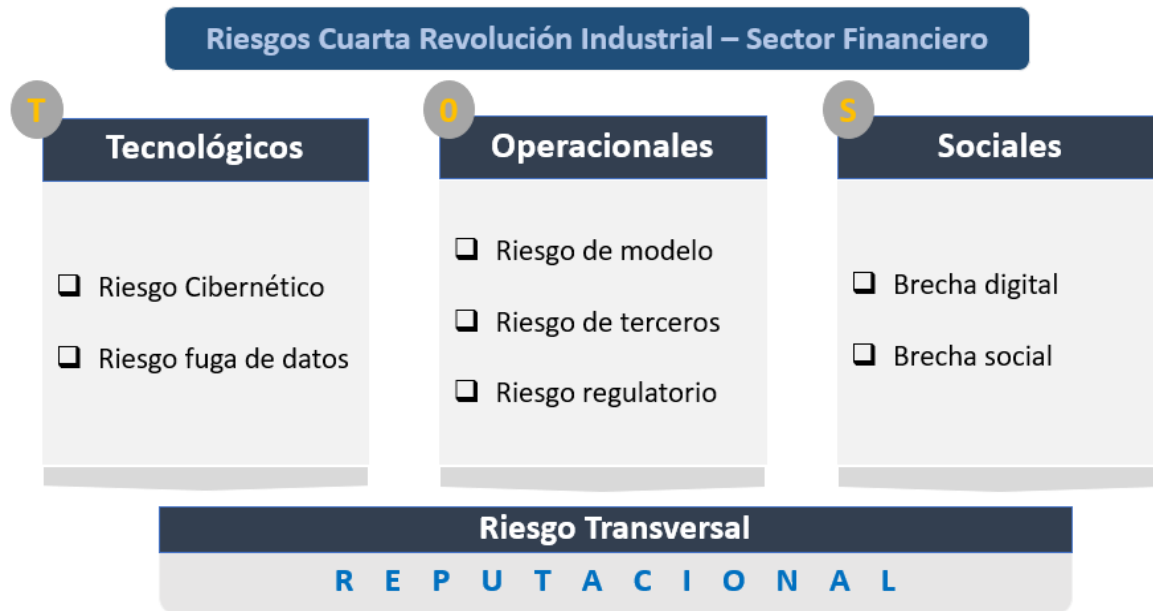 Riesgos Cuarta Revolución Industrial – Sector Financiero
T
Tecnológicos
Riesgo Cibernético
Riesgo fuga de datos
0
Operacionales
Riesgo de modelo
Riesgo de terceros
Riesgo regulatorio
S
Sociales
Brecha digital
Brecha social
Riesgo Transversal
R E P U T A C I O N A L